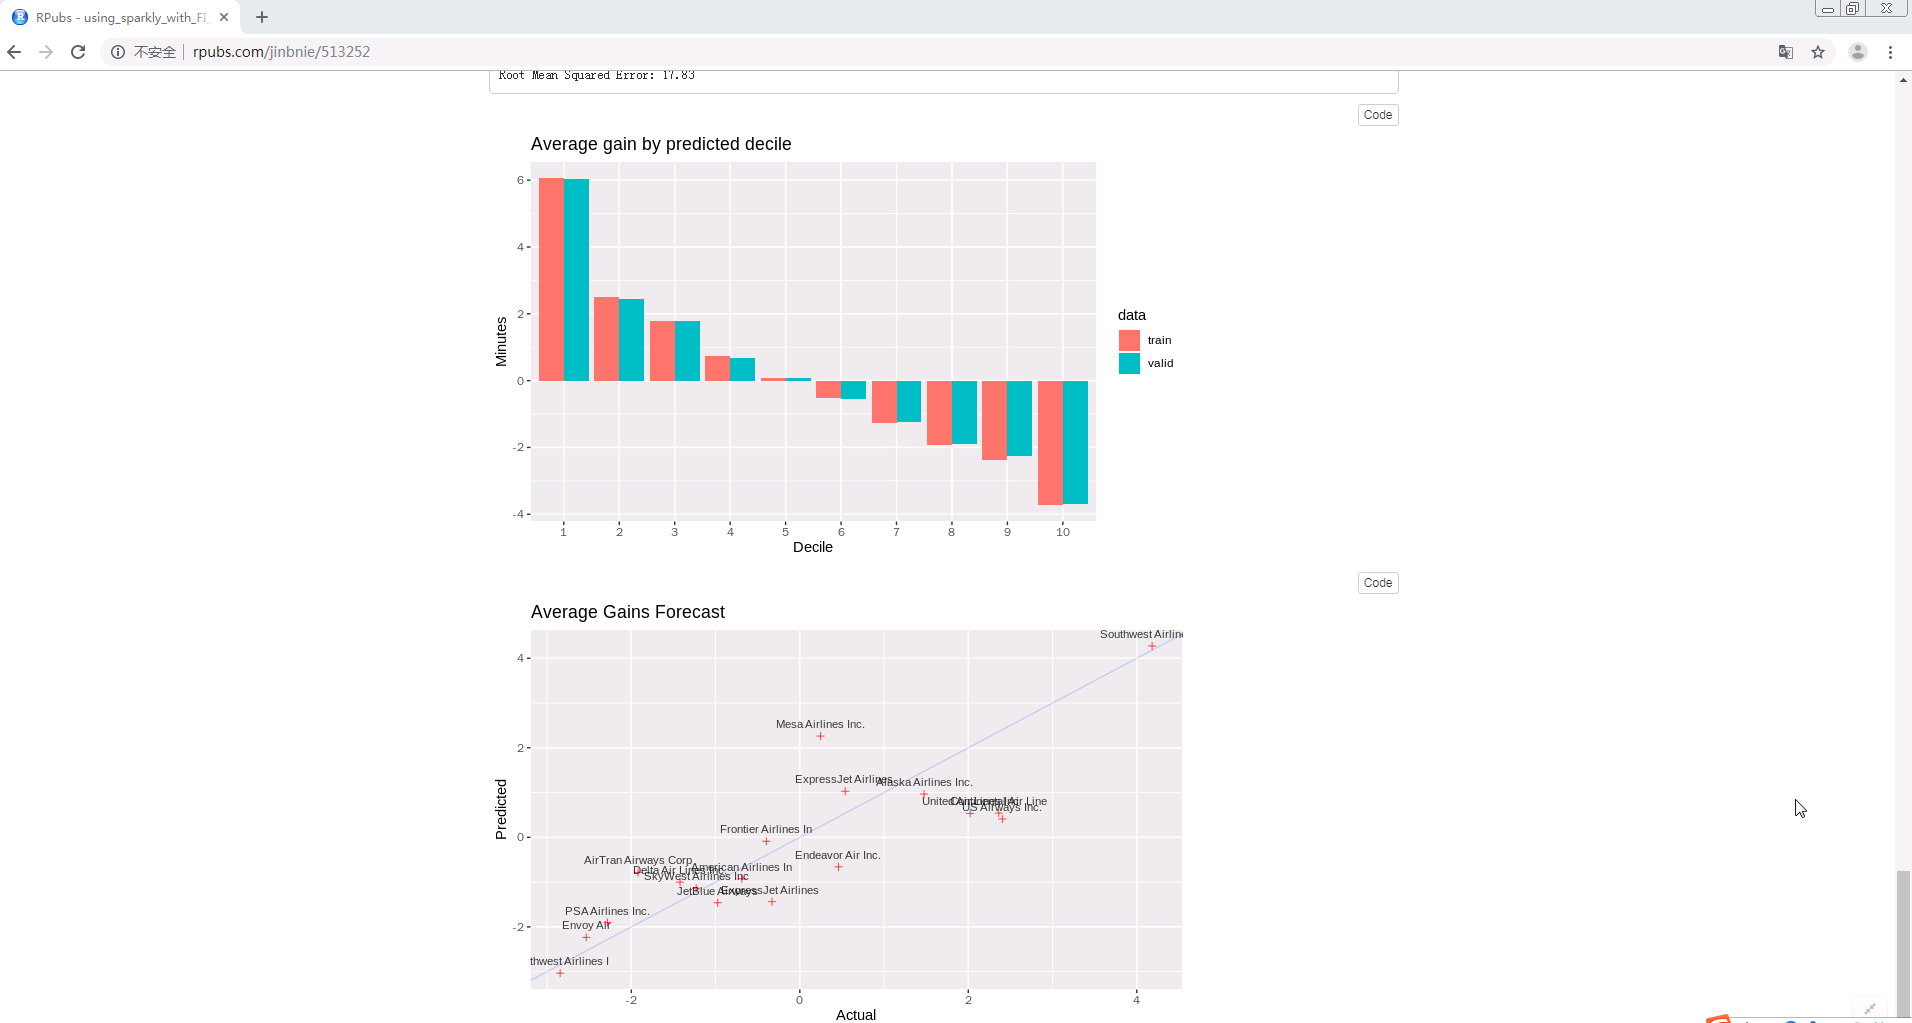 RPubs - using_sparkly_with_FI
不安全 | rpubs.com/jinbnie/513252
Root Mean Squared Error: 17.83
Code
Average gain by predicted decile
6
4
2
0
-2
-4
Minutes
1 2 3 4 5 6 7 8 9 10
Decile
data
train
valid
Code
Average Gains Forecast
Southwest Airline
Mesa Airlines Inc.
ExpressJet Airlines
Alaska Airlines Inc.
Air Line
US Airways Inc.
Frontier Airlines In
Endeavor Air Inc.
AirTran Airways Corp
American Airlines In
Delta Air Lines Inc.
SkyWest Airlines Inc
JetBlue Airways
ExpressJet Airlines
PSA Airlines Inc.
Envoy Air
thwest Airlines I
4
2
0
-2
Predicted
-2 0 2 4
Actual